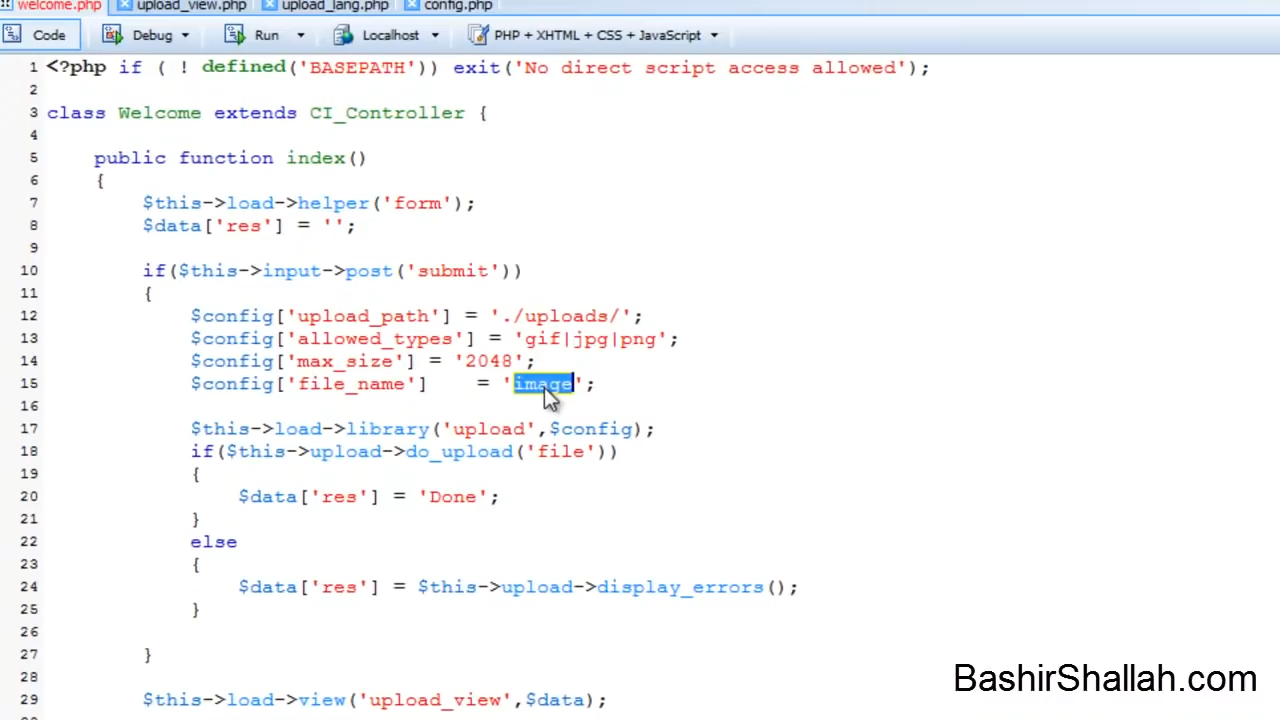 welcome.php upload_view.php upload_lang.php config.php
Code Debug Run Localhost PHP + XHTML + CSS + JavaScript
1 <?php if ( ! defined('BASEPATH')) exit('No direct script access allowed');
2
3 class Welcome extends CI_Controller {
4
5 public function index()
6 {
7 $this->load->helper('form');
8 $data['res'] = '';
9
10 if($this->input->post('submit'))
11 {
12 $config['upload_path'] = './uploads/';
13 $config['allowed_types'] = 'gif|jpg|png';
14 $config['max_size'] = '2048';
15 $config['file_name'] = 'image';
16
17 $this->load->library('upload',$config);
18 if($this->upload->do_upload('file'))
19 {
20 $data['res'] = 'Done';
21 }
22 else
23 {
24 $data['res'] = $this->upload->display_errors();
25 }
26
27 }
28
29 $this->load->view('upload_view',$data);
BashirShallah.com